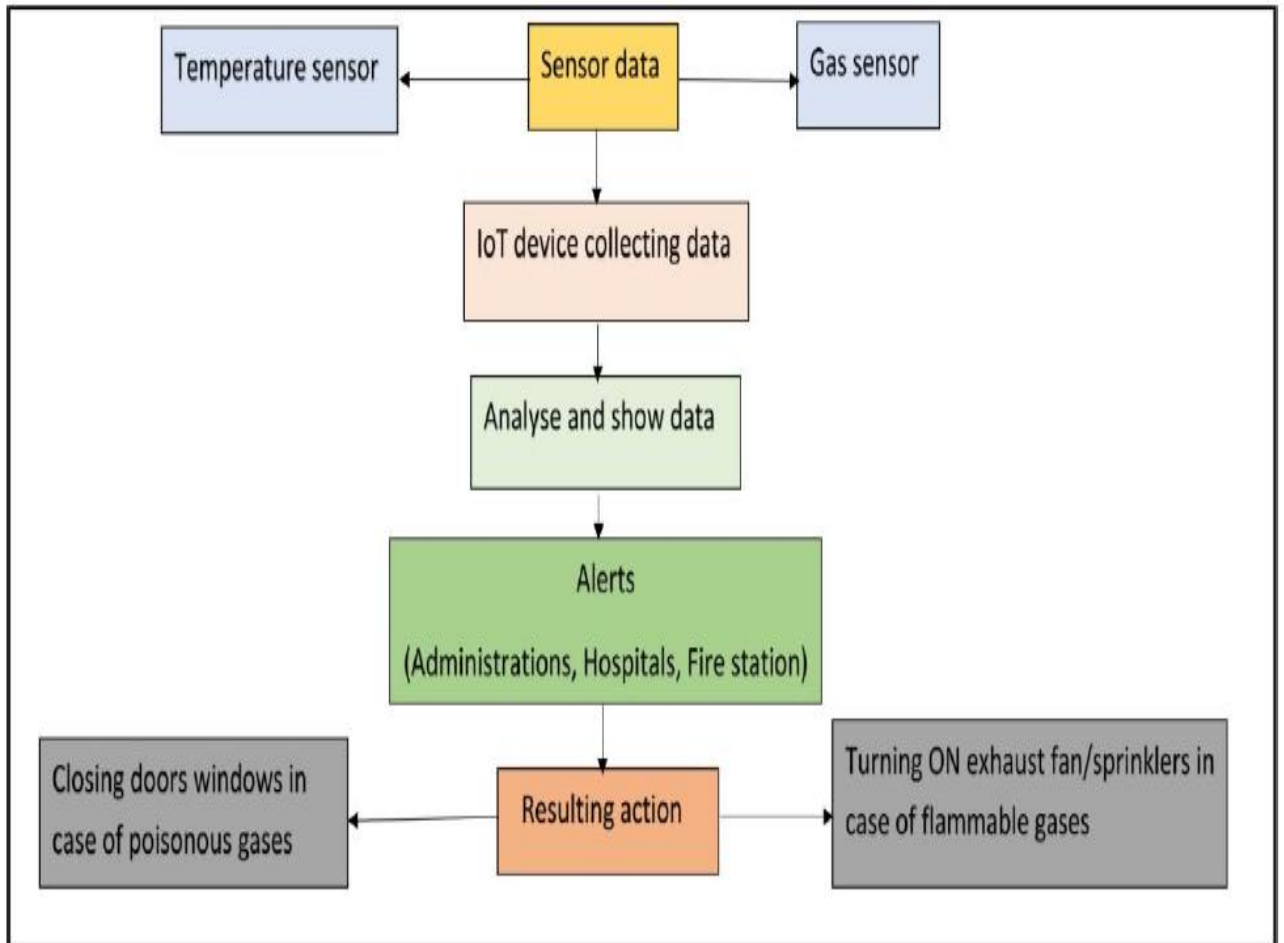 Temperature sensor
Sensor data
Gas sensor
IoT device collecting data
Analyse and show data
Alerts
(Administrations, Hospitals, Fire station)
Closing doors windows in
case of poisonous gases
Resulting action
Turning ON exhaust fan/sprinklers in
case of flammable gases